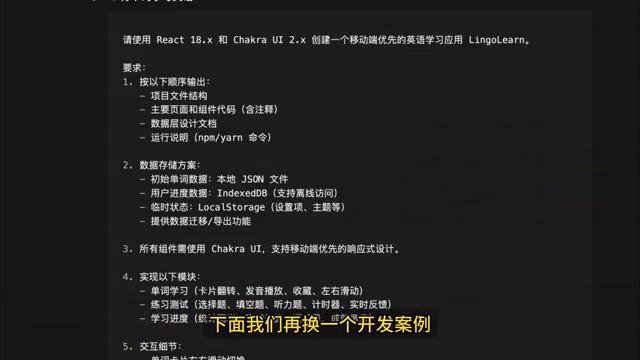 请使用 React 18.x 和 Chakra UI 2.x 创建一个移动端优先的英语学习应用 LingoLearn。
要求：
1. 按以下顺序输出：
- 项目文件结构
- 主要页面和组件代码（含注释）
- 数据层设计文档
- 运行说明（npm/yarn 命令）
2. 数据存储方案：
- 初始单词数据：本地 JSON 文件
- 用户进度数据：IndexedDB（支持离线访问）
- 临时状态：LocalStorage（设置项、主题等）
- 提供数据迁移/导出功能
3. 所有组件需使用 Chakra UI，支持移动端优先的响应式设计。
4. 实现以下模块：
- 单词学习（卡片翻转、发音播放、收藏、左右滑动）
- 练习测试（选择题、填空题、听力题、计时器、实时反馈）
- 学习进度
下面我们再换一个开发案例
5. 交互细节：
- 单词卡片左右滑动切换